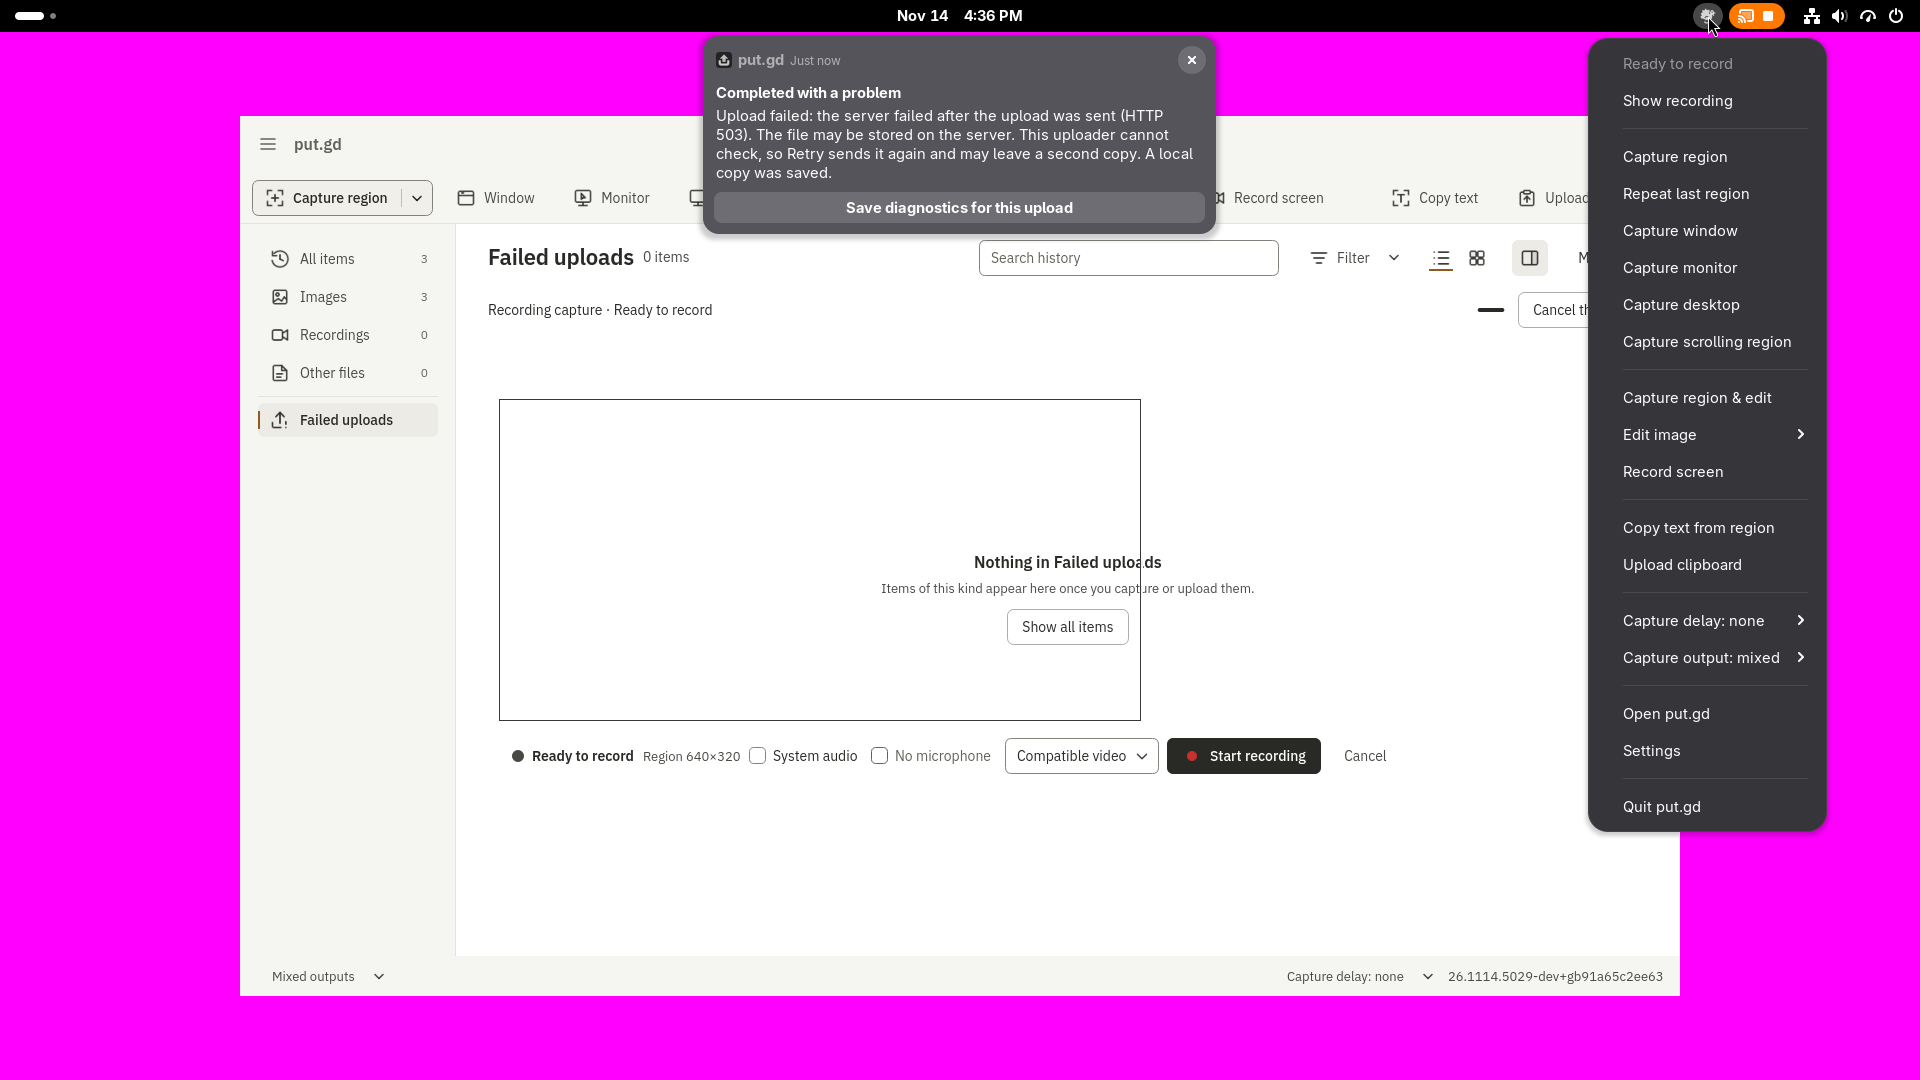 Nov 14 4:36 PM
put.gd Just now
Completed with a problem
Upload failed: the server failed after the upload was sent (HTTP
503). The file may be stored on the server. This uploader cannot
check, so Retry sends it again and may leave a second copy. A local
copy was saved.
Save diagnostics for this upload
put.gd
Capture region
Window
Monitor
Record screen
Copy text
Upload
All items 3
Images 3
Recordings 0
Other files 0
Failed uploads
Failed uploads 0 items
Search history
Filter
Recording capture · Ready to record
Cancel th
Nothing in Failed uploads
Items of this kind appear here once you capture or upload them.
Show all items
Ready to record Region 640×320 System audio No microphone Compatible video Start recording Cancel
Mixed outputs
Capture delay: none 26.1114.5029-dev+gb91a65c2ee63
Ready to record
Show recording
Capture region
Repeat last region
Capture window
Capture monitor
Capture desktop
Capture scrolling region
Capture region & edit
Edit image
Record screen
Copy text from region
Upload clipboard
Capture delay: none
Capture output: mixed
Open put.gd
Settings
Quit put.gd